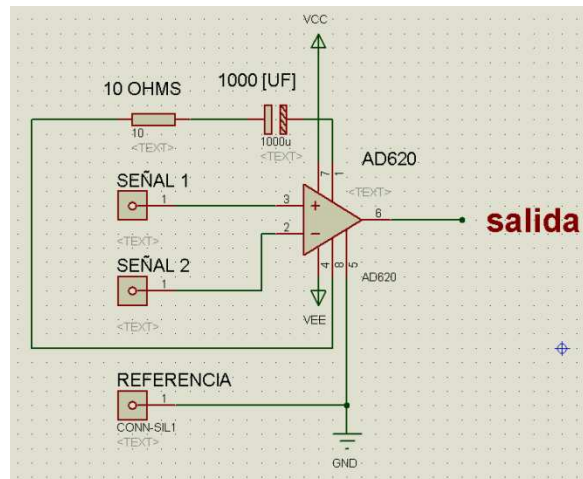 VCC
10 OHMS
1000 [UF]
10
<TEXT>
1000u
<TEXT>
7
1
AD620
<TEXT>
SEÑAL 1
1
3
+
6
salida
<TEXT>
2
−
SEÑAL 2
1
4
8
5
AD620
<TEXT>
VEE
REFERENCIA
1
CONN-SIL1
<TEXT>
GND